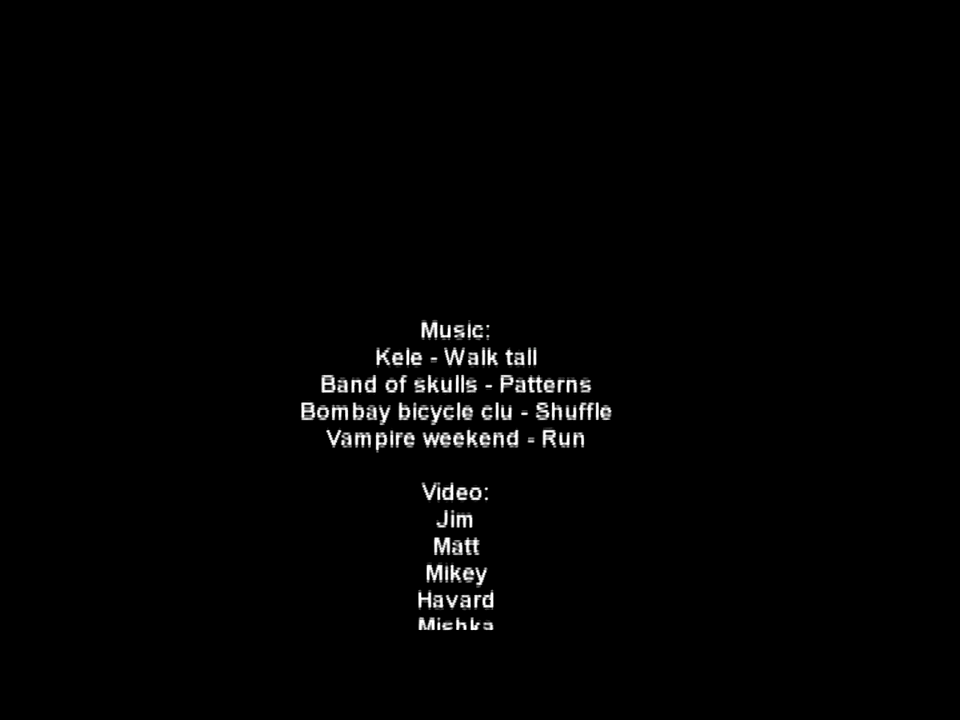 Music:
Kele - Walk tall
Band of skulls - Patterns
Bombay bicycle clu - Shuffle
Vampire weekend - Run
Video:
Jim
Matt
Mikey
Havard
Mishka